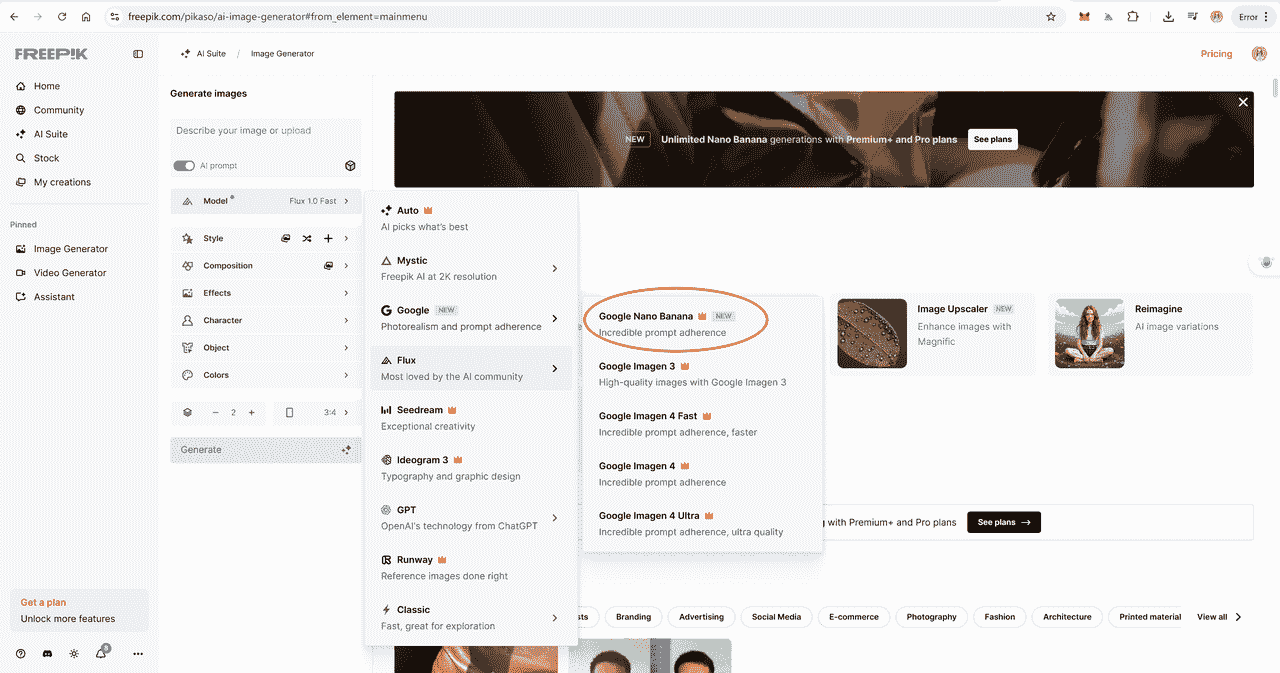 freepik.com/pikaso/ai-image-generator#from_element=mainmenu
Error
FREEPIK
AI Suite / Image Generator
Pricing
Home
Community
AI Suite
Stock
My creations
Pinned
Image Generator
Video Generator
Assistant
Get a plan
Unlock more features
8
Generate images
Describe your image or upload
AI prompt
Model
Flux 1.0 Fast
Style
Composition
Effects
Character
Object
Colors
2
3:4
Generate
NEW Unlimited Nano Banana generations with Premium+ and Pro plans See plans
Auto
AI picks what's best
Mystic
Freepik AI at 2K resolution
Google NEW
Photorealism and prompt adherence
Flux
Most loved by the AI community
Seedream
Exceptional creativity
Ideogram 3
Typography and graphic design
GPT
OpenAI's technology from ChatGPT
Runway
Reference images done right
Classic
Fast, great for exploration
Google Nano Banana NEW
Incredible prompt adherence
Google Imagen 3
High-quality images with Google Imagen 3
Google Imagen 4 Fast
Incredible prompt adherence, faster
Google Imagen 4
Incredible prompt adherence
Google Imagen 4 Ultra
Incredible prompt adherence, ultra quality
Image Upscaler NEW
Enhance images with
Magnific
Reimagine
AI image variations
with Premium+ and Pro plans See plans →
Branding
Advertising
Social Media
E-commerce
Photography
Fashion
Architecture
Printed material
View all